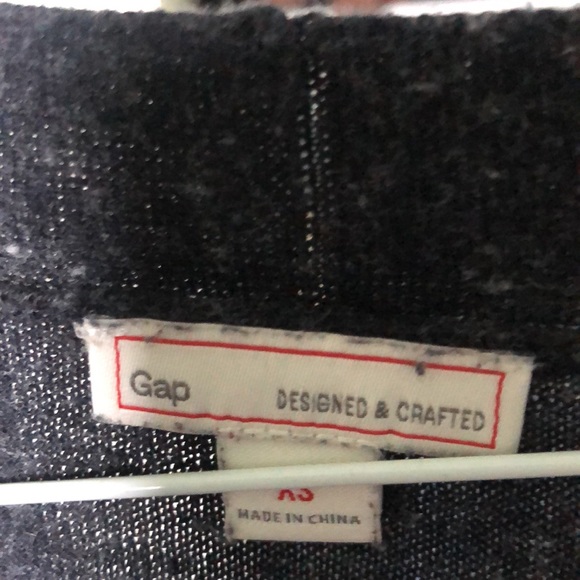 Gap
DESIGNED & CRAFTED
XS
MADE IN CHINA